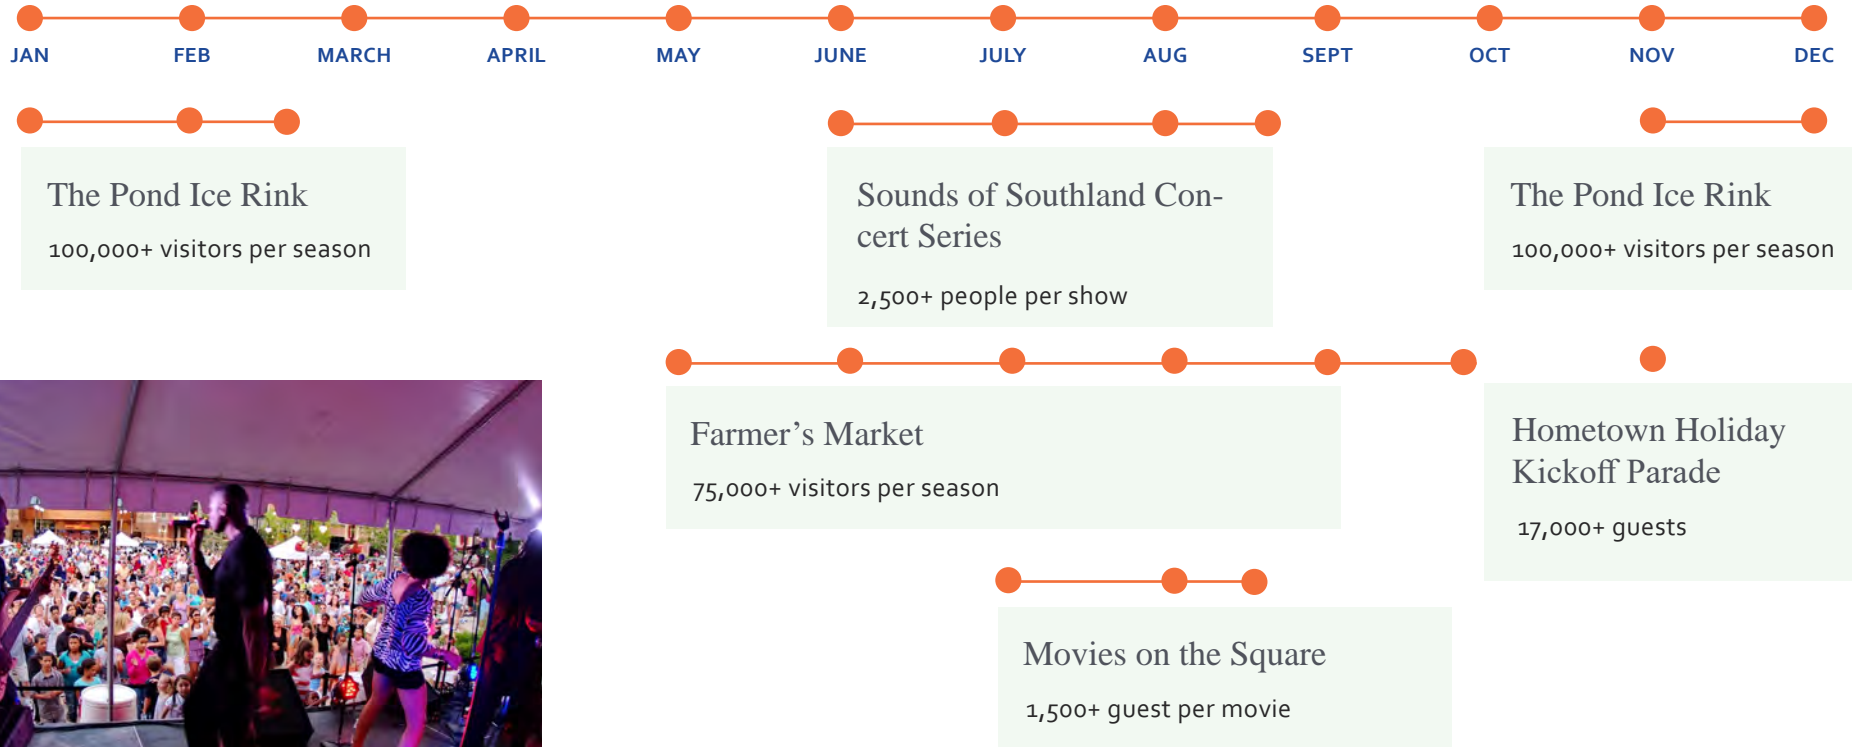 JAN FEB MARCH APRIL MAY JUNE JULY AUG SEPT OCT NOV DEC
The Pond Ice Rink
100,000+ visitors per season
Sounds of Southland Con-
cert Series
2,500+ people per show
The Pond Ice Rink
100,000+ visitors per season
Farmer’s Market
75,000+ visitors per season
Hometown Holiday
Kickoff Parade
17,000+ guests
Movies on the Square
1,500+ guest per movie